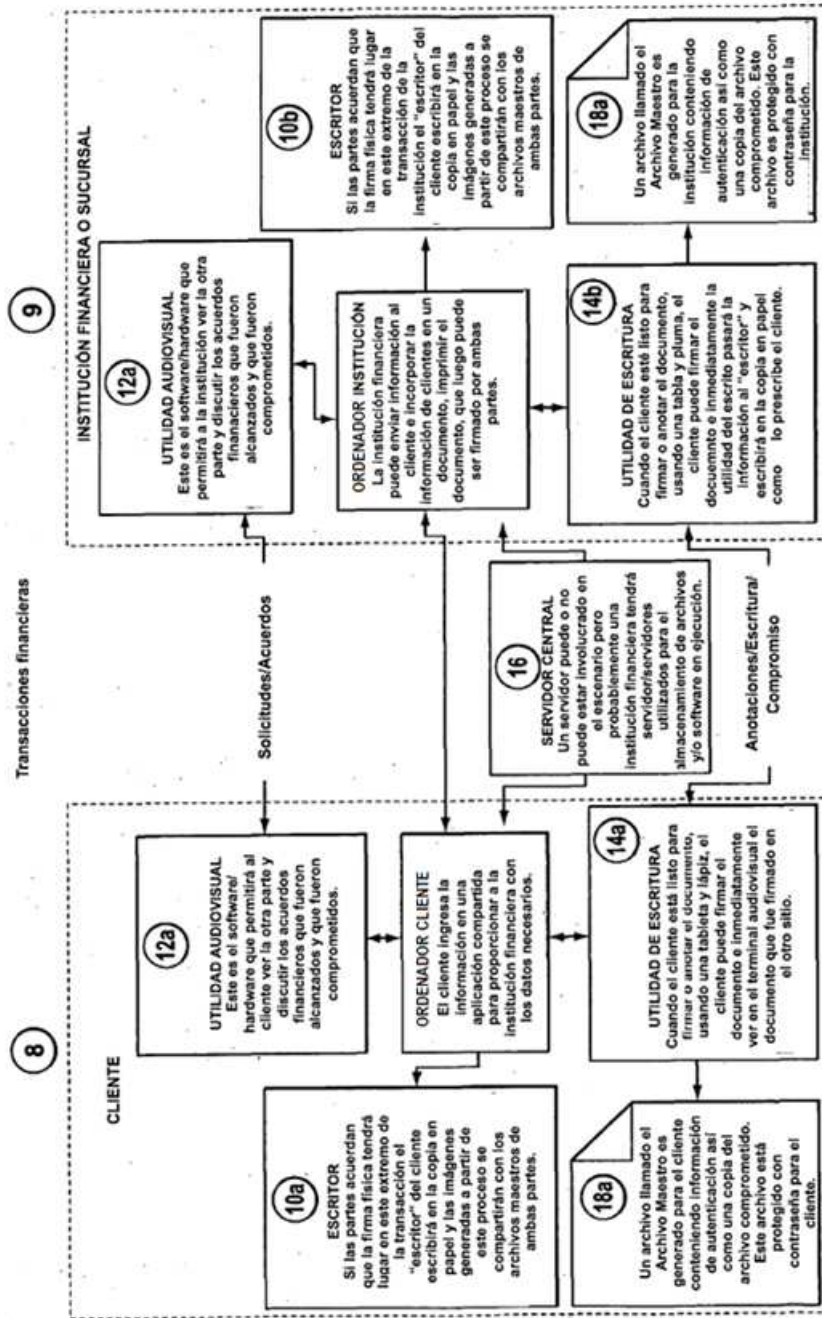 Transacciones financieras
8
9
CLIENTE
INSTITUCIÓN FINANCIERA O SUCURSAL
12a
UTILIDAD AUDIOVISUAL
Este es el software/
hardware que permitirá al
cliente ver la otra parte y
discutir los acuerdos
financieros que fueron
alcanzados y que fueron
comprometidos.
Solicitudes/Acuerdos
12a
UTILIDAD AUDIOVISUAL
Este es el software/hardware que
permitirá a la institución ver la otra
parte y discutir los acuerdos
finanacieros que fueron
alcanzados y que fueron
comprometidos.
10a
ESCRITOR
Si las partes acuerdan
que la firma física tendrá
lugar en este extremo de
la transacción el
"escritor" del cliente
escribirá en la copia en
papel y las imágenes
generadas a partir de
este proceso se
compartirán con los
archivos maestros de
ambas partes.
ORDENADOR CLIENTE
El cliente ingresa la
información en una
aplicación compartida
para proporcionar a la
institución financiera con
los datos necesarios.
ORDENADOR INSTITUCIÓN
La institución financiera
puede enviar información al
cliente e incorporar la
información de clientes en un
documento, imprimir el
documento, que luego puede
ser firmado por ambas
partes.
10b
ESCRITOR
Si las partes acuerdan que
la firma física tendrá lugar
en este extremo de la
transacción de la
institución el "escritor" del
cliente escribirá en la
copia en papel y las
imágenes generadas a
partir de este proceso se
compartirán con los
archivos maestros de
ambas partes.
16
SERVIDOR CENTRAL
Un servidor puede o no
puede estar involucrado en
el escenario pero
probablemente una
institución financiera tendrá
servidor/servidores
utilizados para el
almacenamiento de archivos
y/o software en ejecución.
18a
Un archivo llamado el
Archivo Maestro es
generado para el cliente
conteniendo información
de autenticación así
como una copia del
archivo comprometido.
Este archivo está
protegido con
contraseña para el
cliente.
14a
UTILIDAD DE ESCRITURA
Cuando el cliente está listo para
firmar o anotar el documento,
usando una tableta y lápiz, el
cliente puede firmar el
documento e inmediatamente
ver en el terminal audiovisual el
documento que fue firmado en
el otro sitio.
Anotaciones/Escritura/
Compromiso
14b
UTILIDAD DE ESCRITURA
Cuando el cliente esté listo para
firmar o anotar el documento,
usando una tabla y pluma, el
cliente puede firmar el
docuemnto e inmediatamente la
utilidad del escrito pasará la
información al "escritor" y
escribirá en la copia en papel
como lo prescribe el cliente.
18a
Un archivo llamado el
Archivo Maestro es
generado para la
institución conteniendo
información de
autenticación así como
una copia del archivo
comprometido. Este
archivo es protegido con
contraseña para la
institución.